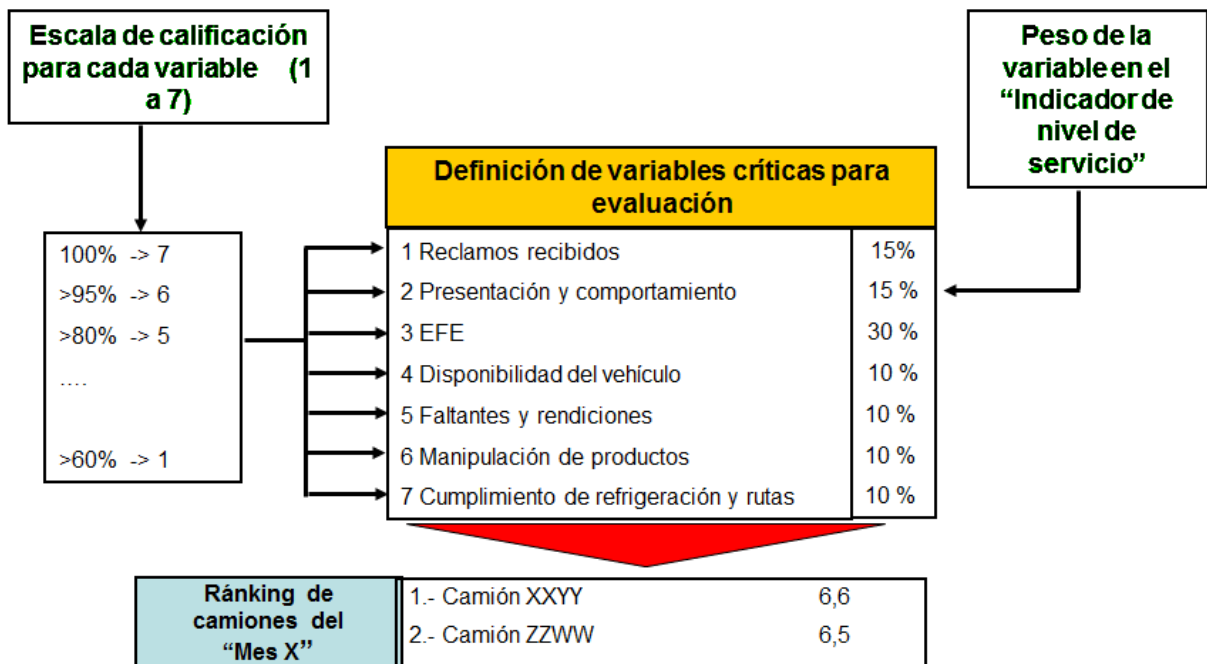 Escala de calificación
para cada variable (1
a 7)
Peso de la
variable en el
“Indicador de
nivel de
servicio”
Definición de variables críticas para
evaluación
100% -> 7
>95% -> 6
>80% -> 5
....
>60% -> 1
1 Reclamos recibidos 15%
2 Presentación y comportamiento 15 %
3 EFE 30 %
4 Disponibilidad del vehículo 10 %
5 Faltantes y rendiciones 10 %
6 Manipulación de productos 10 %
7 Cumplimiento de refrigeración y rutas 10 %
Ránking de
camiones del
“Mes X”
1.- Camión XXYY 6,6
2.- Camión ZZWW 6,5